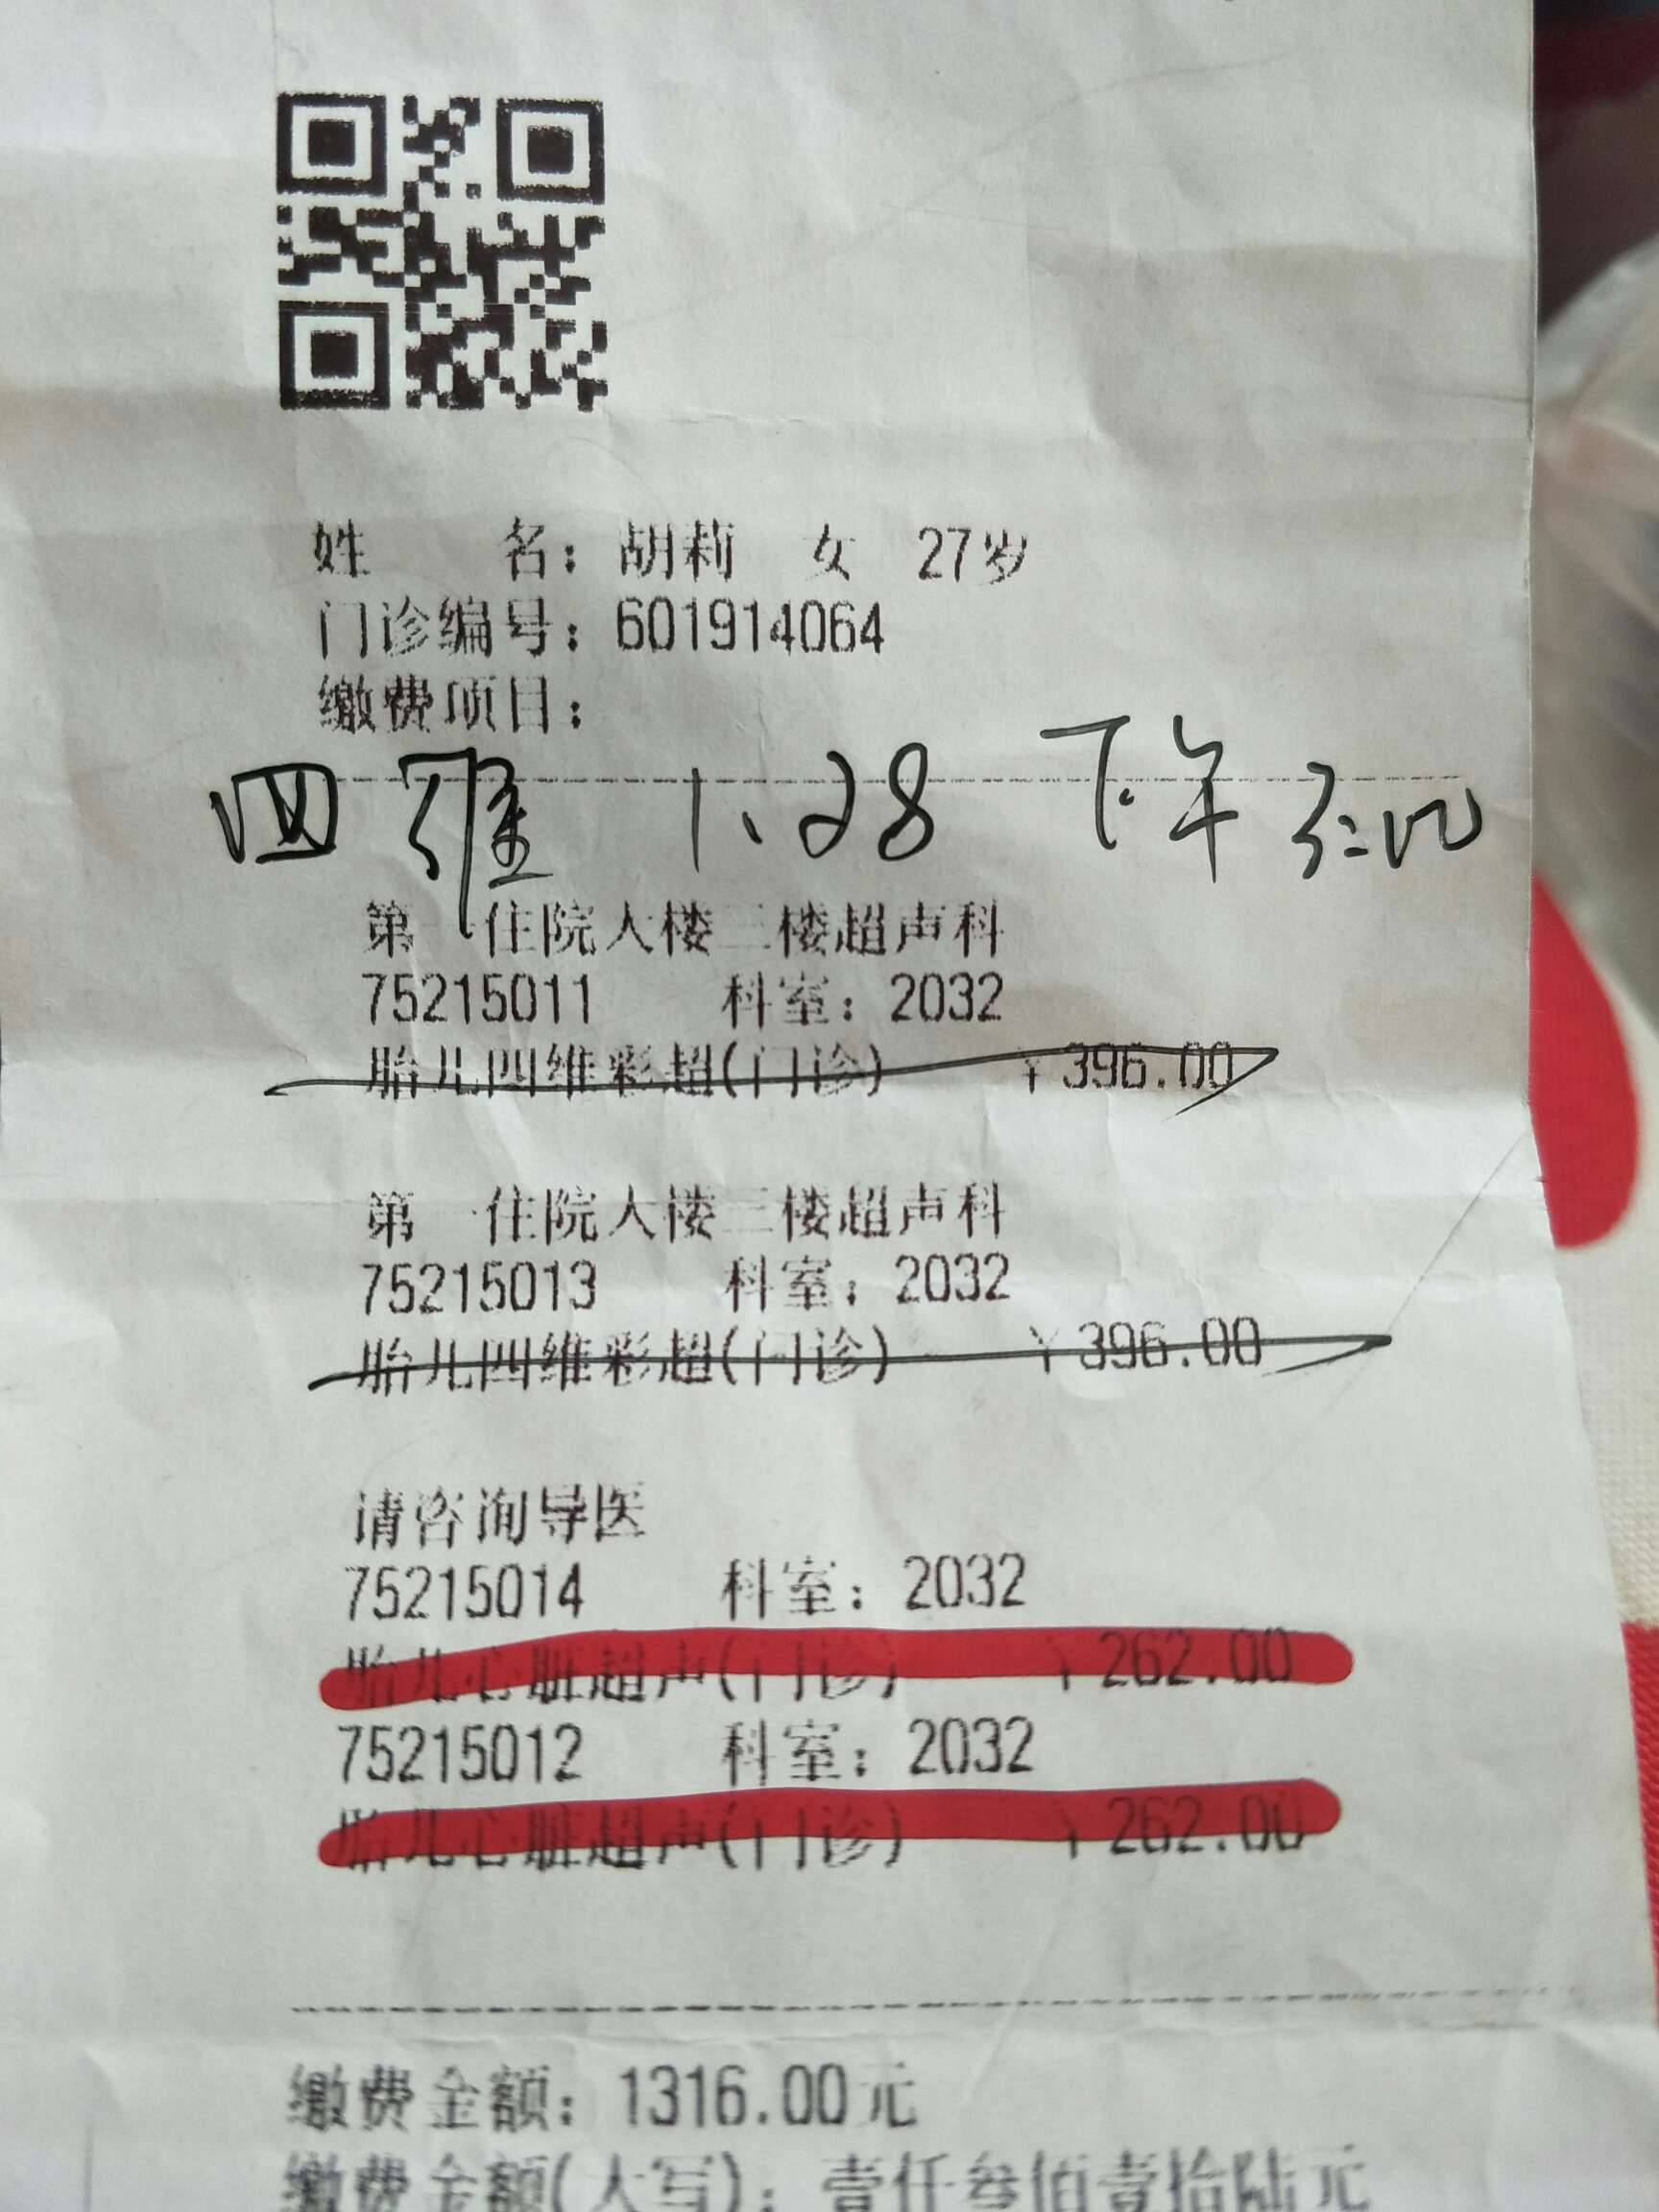 姓 名：胡莉 女 27岁
门诊编号：601914064
缴费项目：
四维 1.28 下午 3:00
第一住院大楼二楼超声科
75215011 科室：2032
胎儿四维彩超(门诊) ￥396.00
第一住院大楼二楼超声科
75215013 科室：2032
胎儿四维彩超(门诊) ￥396.00
请咨询导医
75215014 科室：2032
胎儿心脏超声(门诊) ￥262.00
75215012 科室：2032
胎儿心脏超声(门诊) ￥262.00
缴费金额：1316.00元
缴费金额(大写)：壹仟叁佰壹拾陆元